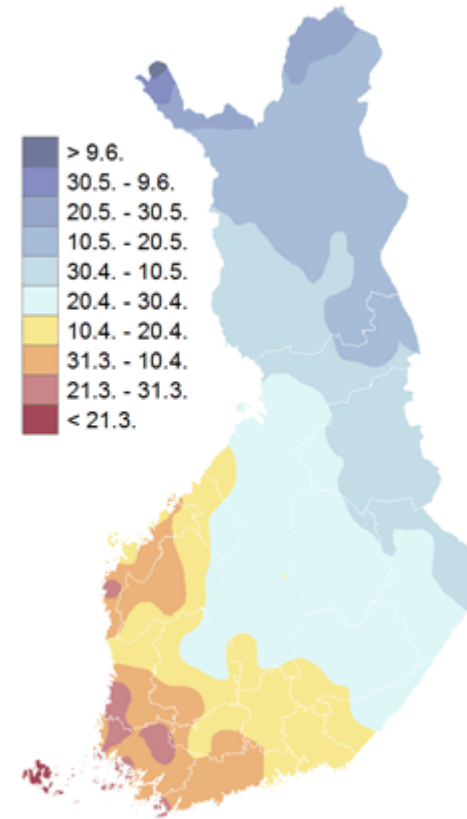 > 9.6.
30.5. - 9.6.
20.5. - 30.5.
10.5. - 20.5.
30.4. - 10.5.
20.4. - 30.4.
10.4. - 20.4.
31.3. - 10.4.
21.3. - 31.3.
< 21.3.